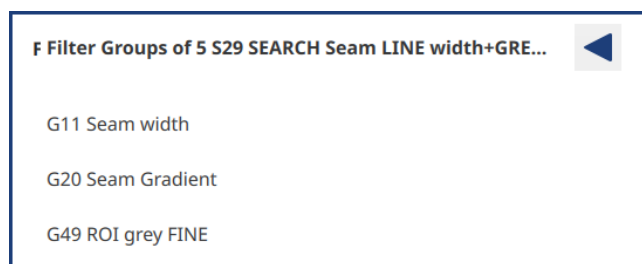 F Filter Groups of 5 S29 SEARCH Seam LINE width+GRE...
G11 Seam width
G20 Seam Gradient
G49 ROI grey FINE